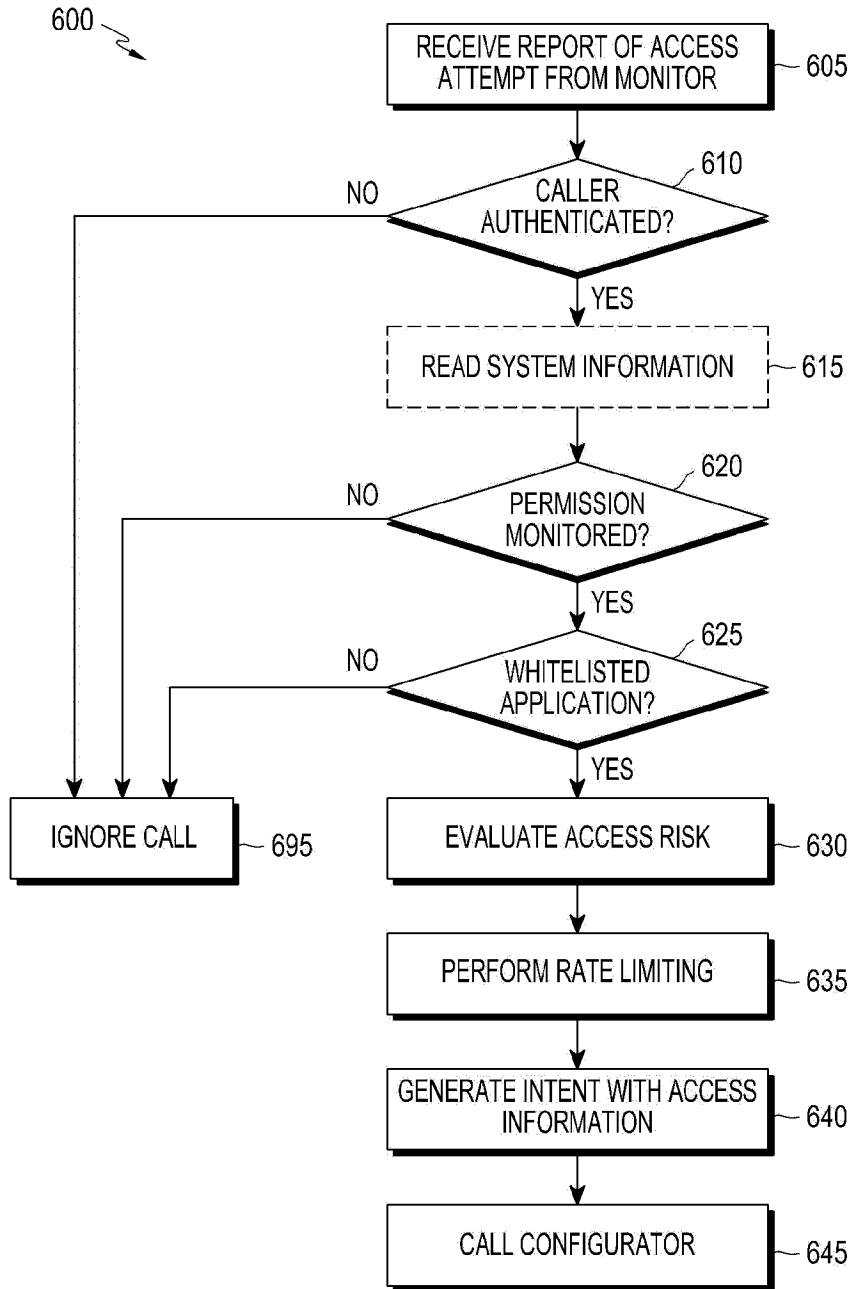 600
RECEIVE REPORT OF ACCESS
ATTEMPT FROM MONITOR
605
610
NO
CALLER
AUTHENTICATED?
YES
READ SYSTEM INFORMATION
615
620
NO
PERMISSION
MONITORED?
YES
625
NO
WHITELISTED
APPLICATION?
YES
IGNORE CALL
695
EVALUATE ACCESS RISK
630
PERFORM RATE LIMITING
635
GENERATE INTENT WITH ACCESS
INFORMATION
640
CALL CONFIGURATOR
645